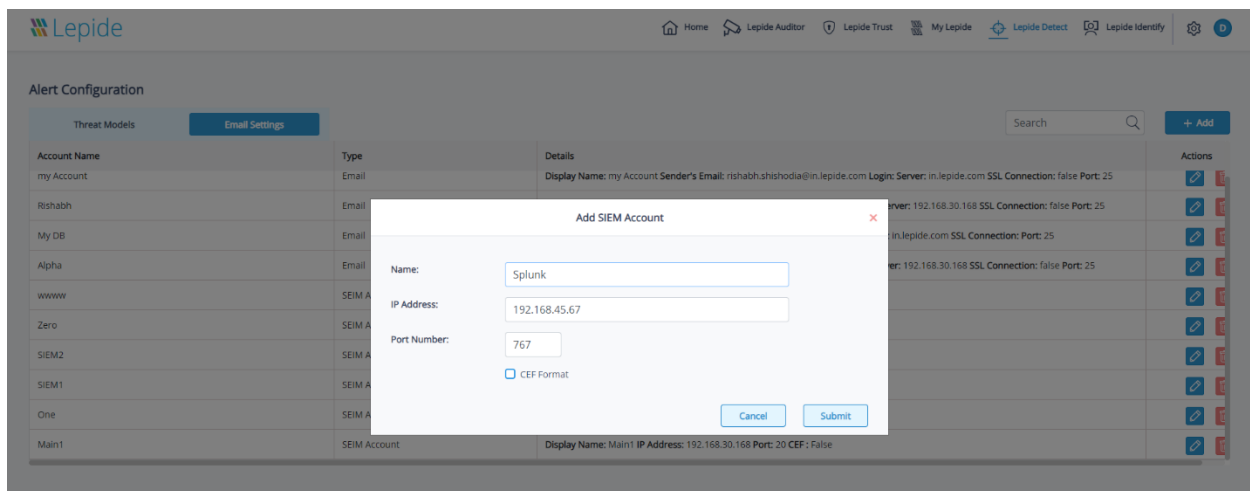 Lepide
Home Lepide Auditor Lepide Trust My Lepide Lepide Detect Lepide Identify D
Alert Configuration
Threat Models Email Settings Search + Add
Account Name Type Details Actions
my Account Email Display Name: my Account Sender's Email: rishabh.shishodia@in.lepide.com Login: Server: in.lepide.com SSL Connection: false Port: 25
Rishabh Email erver: 192.168.30.168 SSL Connection: false Port: 25
My DB Email in.lepide.com SSL Connection: Port: 25
Alpha Email er: 192.168.30.168 SSL Connection: false Port: 25
wwww SEIM A
Zero SEIM A
SIEM2 SEIM A
SIEM1 SEIM A
One SEIM A
Main1 SEIM Account Display Name: Main1 IP Address: 192.168.30.168 Port: 20 CEF : False
Add SIEM Account
Name: Splunk
IP Address: 192.168.45.67
Port Number: 767
CEF Format
Cancel Submit